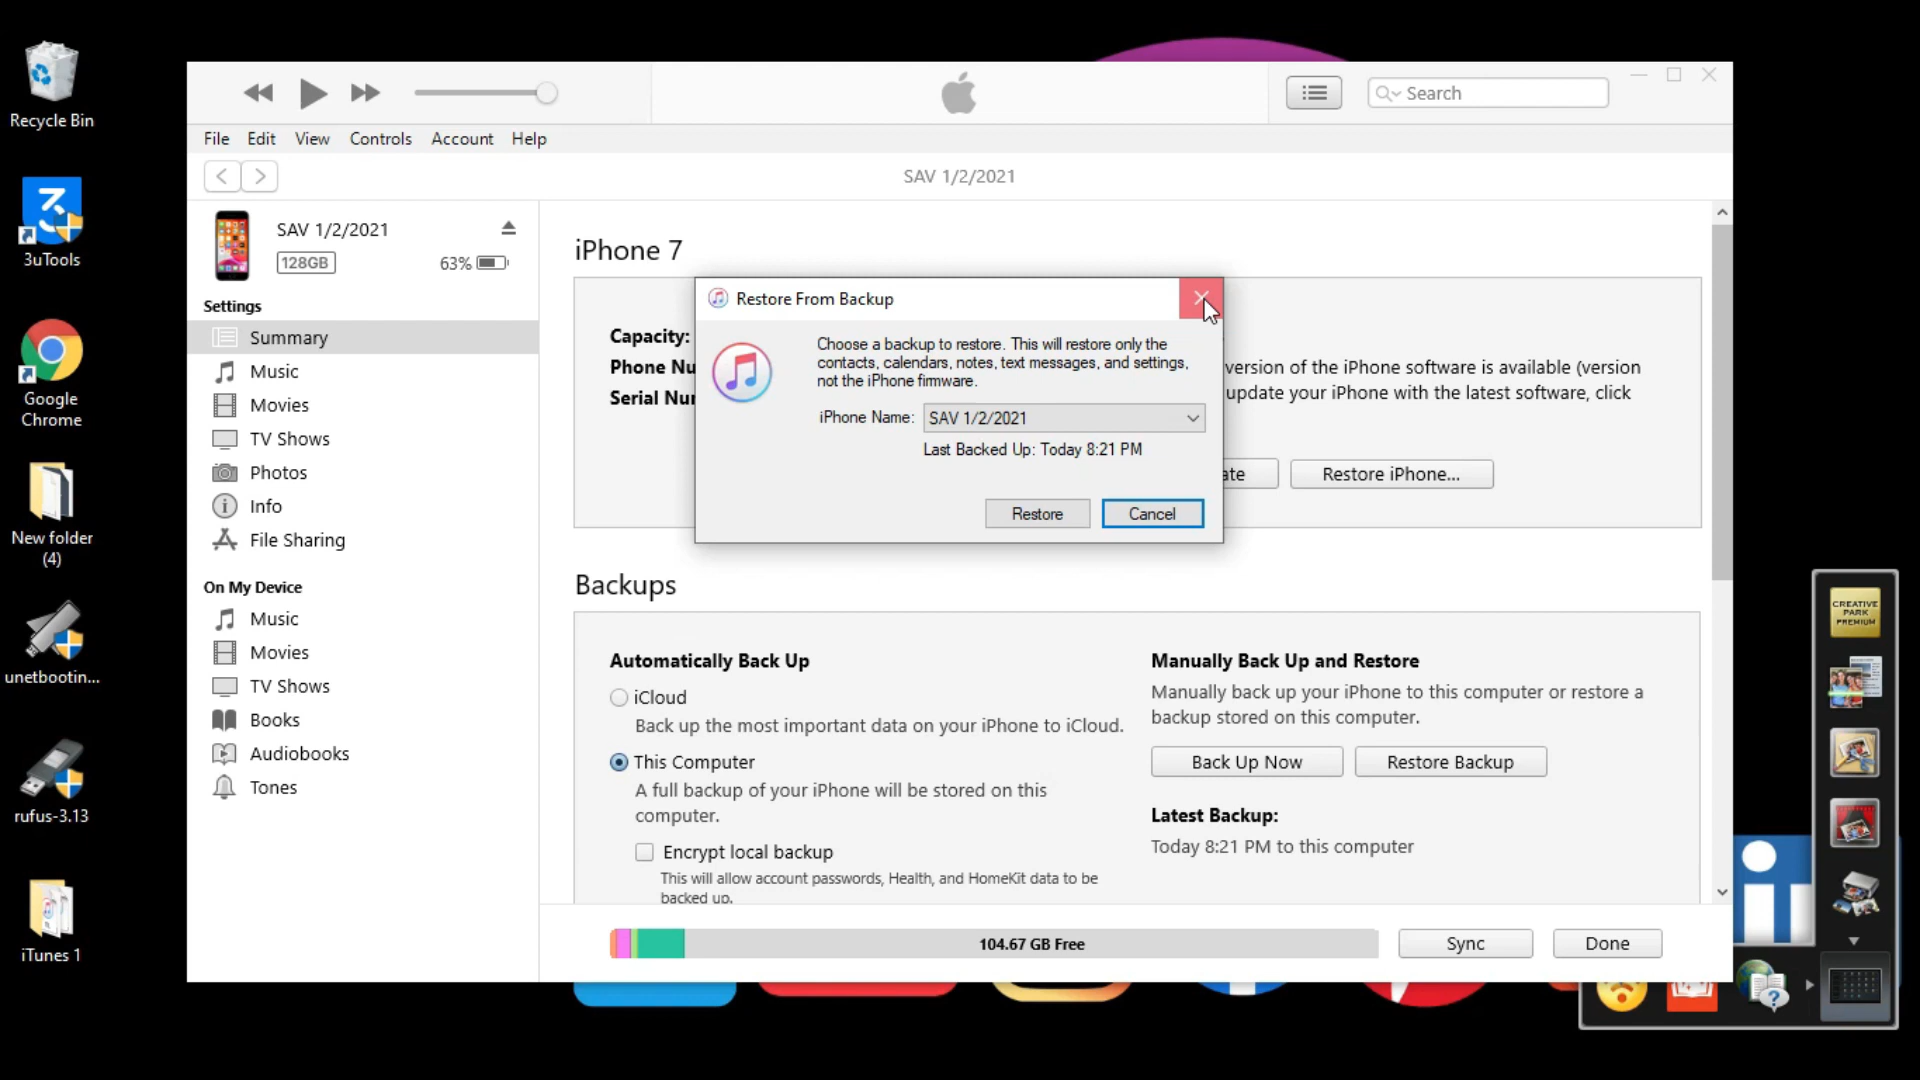 Recycle Bin
3uTools
Google
Chrome
New folder
(4)
unetbootin...
rufus-3.13
iTunes 1
Search
File Edit View Controls Account Help
SAV 1/2/2021
SAV 1/2/2021
128GB
63%
Settings
Summary
Music
Movies
TV Shows
Photos
Info
File Sharing
On My Device
Music
Movies
TV Shows
Books
Audiobooks
Tones
iPhone 7
Capacity:
Phone Nu
Serial Nur
version of the iPhone software is available (version
update your iPhone with the latest software, click
ate
Restore iPhone...
Restore From Backup
Choose a backup to restore. This will restore only the
contacts, calendars, notes, text messages, and settings,
not the iPhone firmware.
iPhone Name: SAV 1/2/2021
Last Backed Up: Today 8:21 PM
Restore Cancel
Backups
Automatically Back Up
iCloud
Back up the most important data on your iPhone to iCloud.
This Computer
A full backup of your iPhone will be stored on this
computer.
Encrypt local backup
This will allow account passwords, Health, and HomeKit data to be
backed up.
Manually Back Up and Restore
Manually back up your iPhone to this computer or restore a
backup stored on this computer.
Back Up Now Restore Backup
Latest Backup:
Today 8:21 PM to this computer
104.67 GB Free
Sync Done
CREATIVE
PARK
PREMIUM